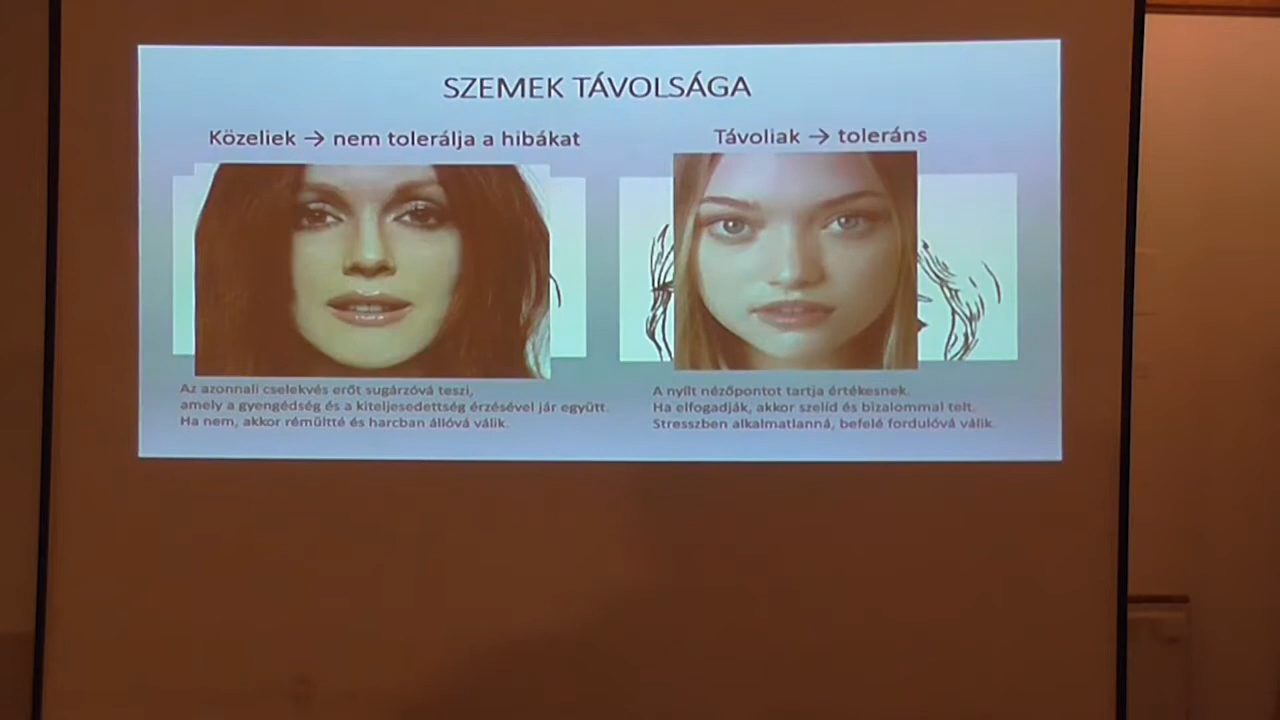 SZEMEK TÁVOLSÁGA
Közeliek → nem tolerálja a hibákat
Távoliak → toleráns
Az azonnali cselekvés erőt sugárzóvá teszi,
amely a gyengédség és a kiteljesedettség érzésével jár együtt.
Ha nem, akkor rémültté és harcban állóvá válik.
A nyílt nézőpontot tartja értékesnek.
Ha elfogadják, akkor szelíd és bizalommal telt.
Stresszben alkalmatlanná, befelé fordulóvá válik.